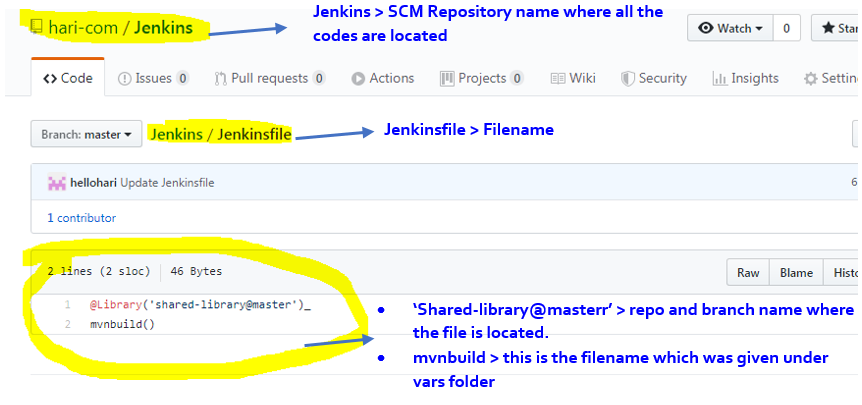 hari-com / Jenkins
Jenkins > SCM Repository name where all the
codes are located
Watch 0 Star
Code Issues 0 Pull requests 0 Actions Projects 0 Wiki Security Insights
Branch: master Jenkins / Jenkinsfile
Jenkinsfile > Filename
hellohari Update Jenkinsfile
1 contributor
2 lines (2 sloc) 46 Bytes
Raw Blame
1 @Library('shared-library@master')_
2 mvnbuild()
• ‘Shared-library@masterr’ > repo and branch name where
the file is located.
• mvnbuild > this is the filename which was given under
vars folder